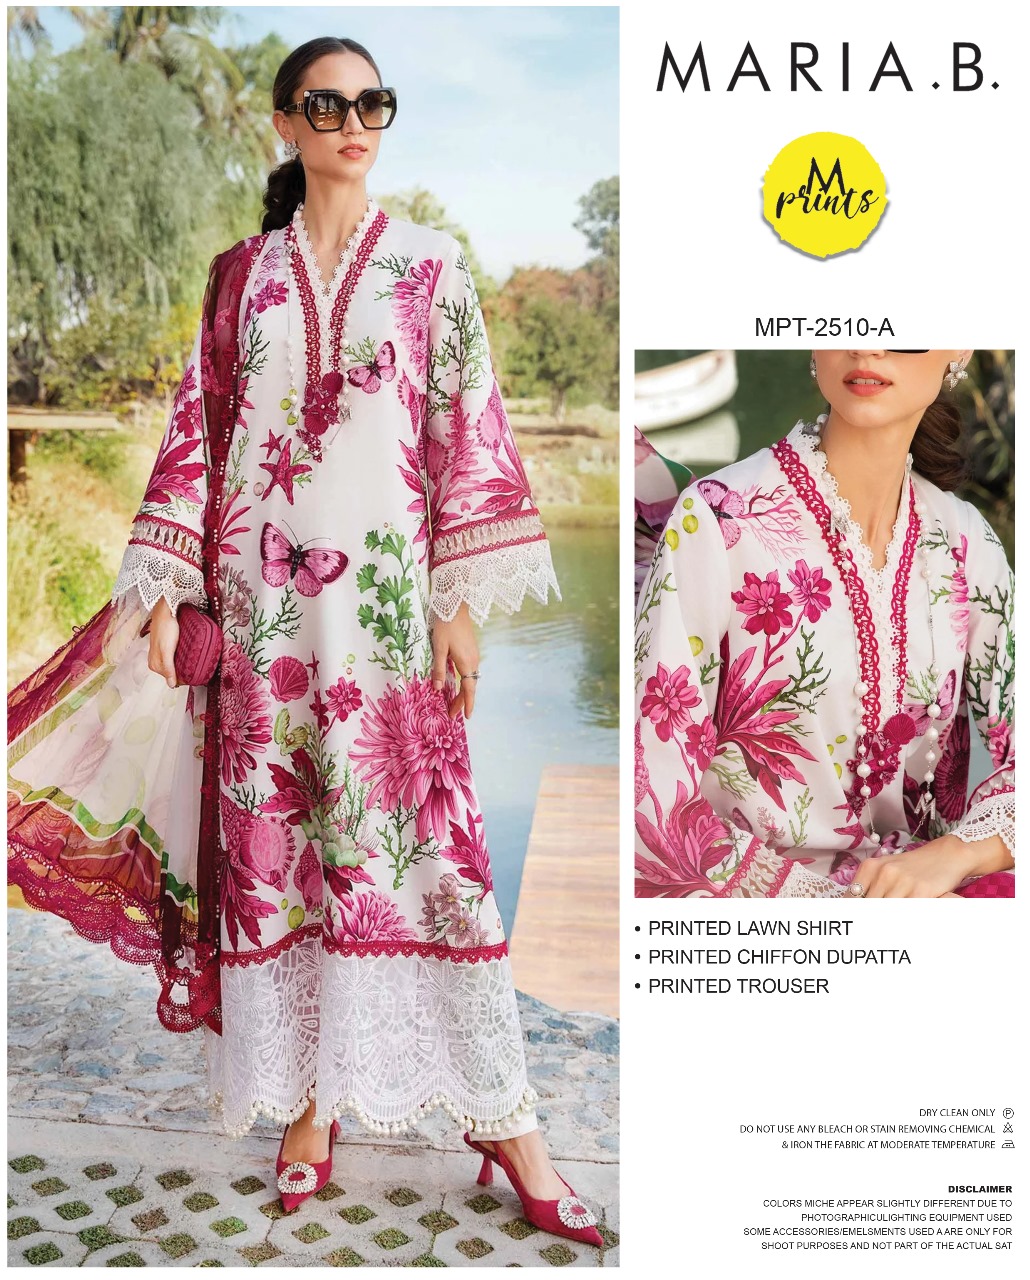 MARIA.B.
M
prints
MPT-2510-A
• PRINTED LAWN SHIRT
• PRINTED CHIFFON DUPATTA
• PRINTED TROUSER
DRY CLEAN ONLY Ⓟ
DO NOT USE ANY BLEACH OR STAIN REMOVING CHEMICAL
& IRON THE FABRIC AT MODERATE TEMPERATURE
DISCLAIMER
COLORS MICHE APPEAR SLIGHTLY DIFFERENT DUE TO
PHOTOGRAPHICULIGHTING EQUIPMENT USED
SOME ACCESSORIES/EMELSMENTS USED A ARE ONLY FOR
SHOOT PURPOSES AND NOT PART OF THE ACTUAL SAT